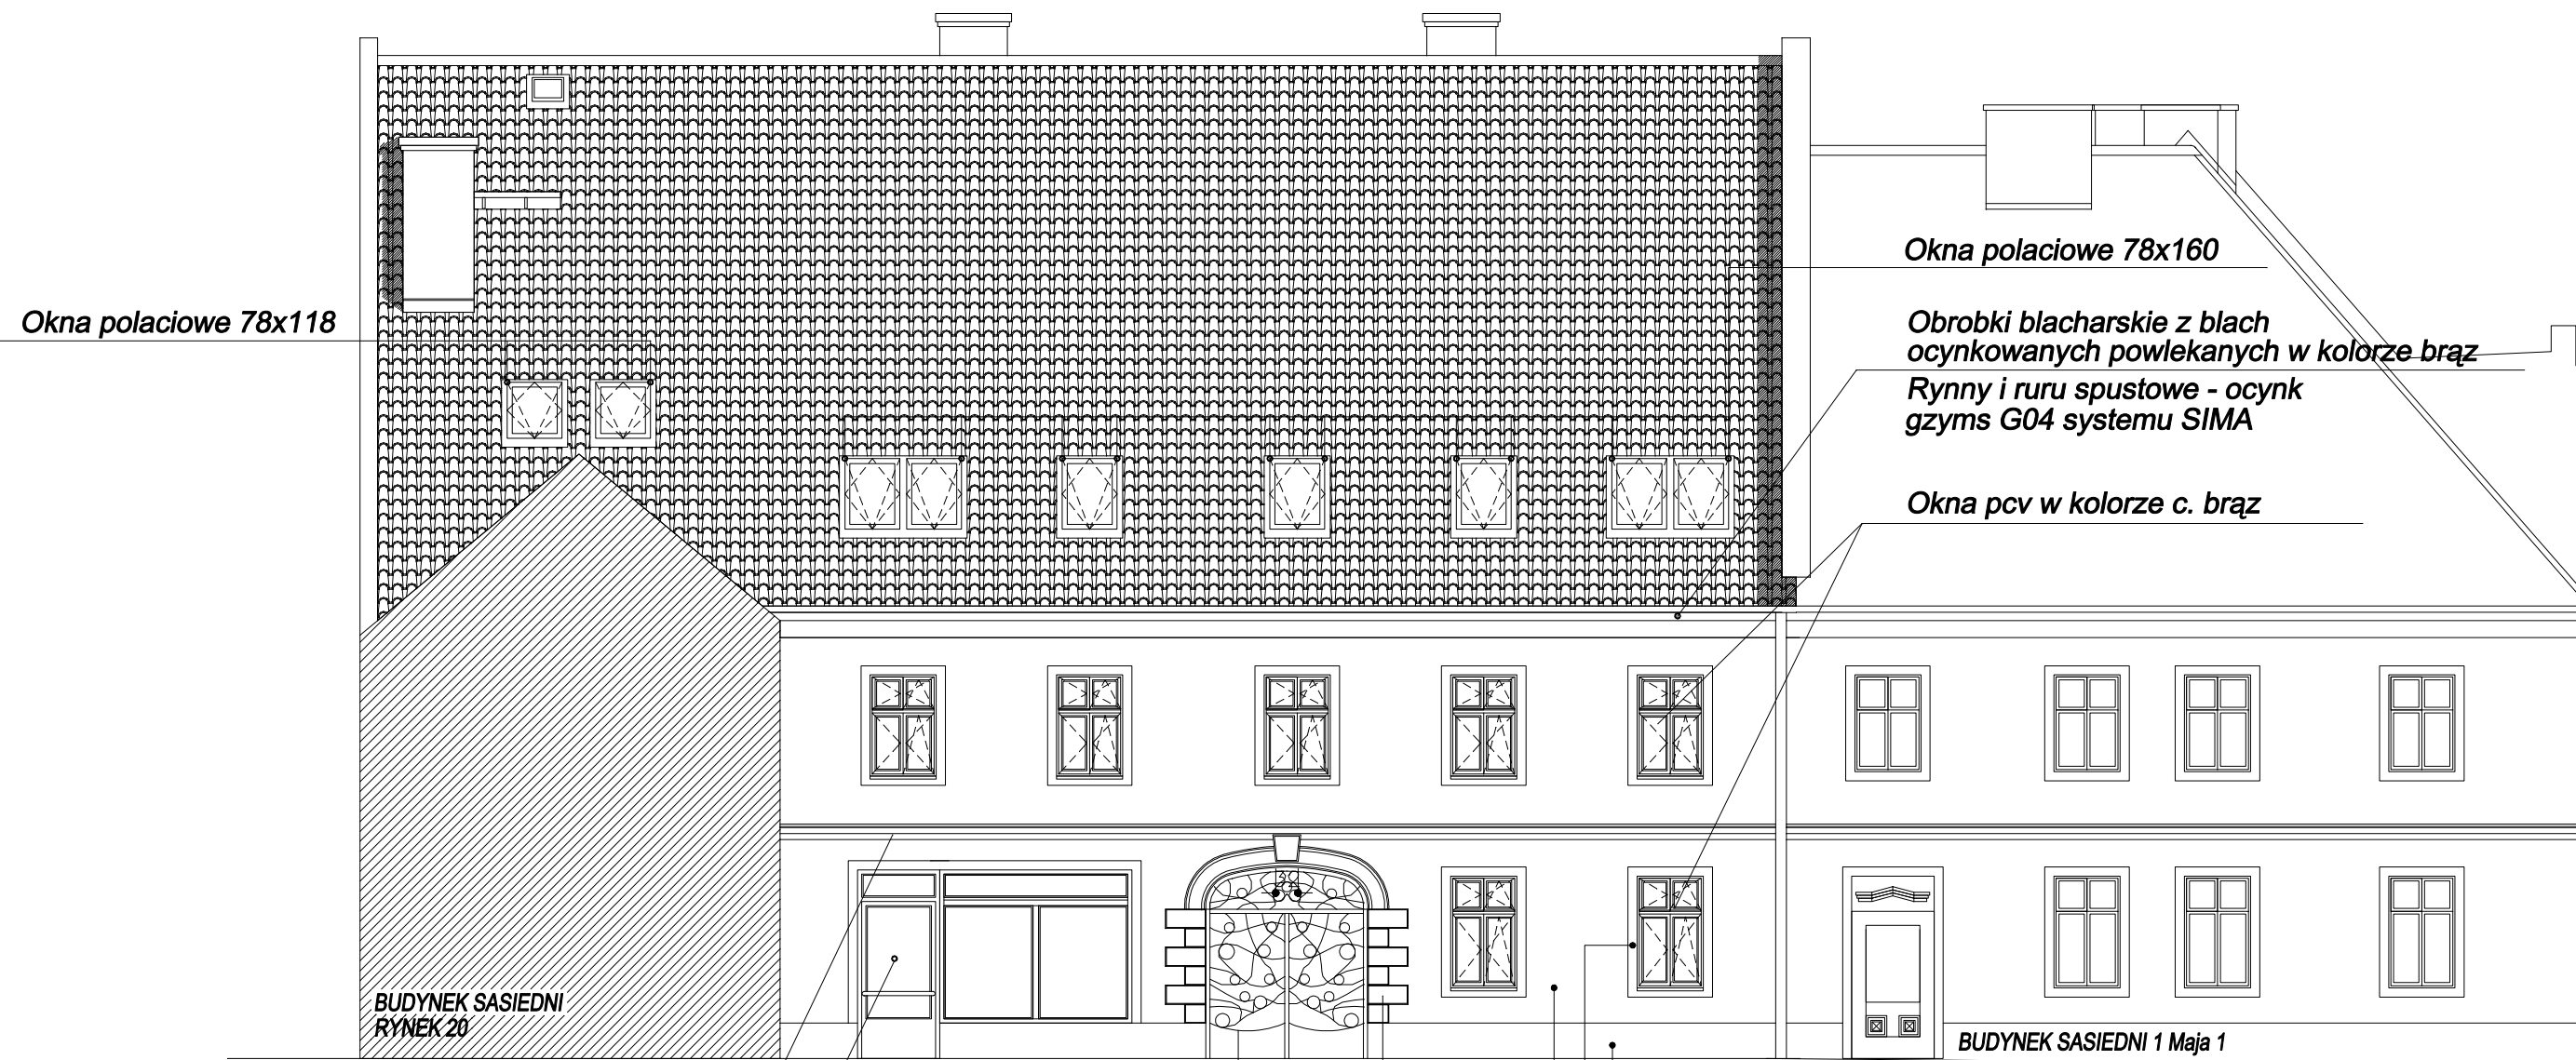 Okna polaciowe 78x160
Okna polaciowe 78x118
Obrobki blacharskie z blach
ocynkowanych powlekanych w kolorze brąz
Rynny i ruru spustowe - ocynk
gzyms G04 systemu SIMA
Okna pcv w kolorze c. brąz
BUDYNEK SASIEDNI
RYNEK 20
BUDYNEK SASIEDNI 1 Maja 1